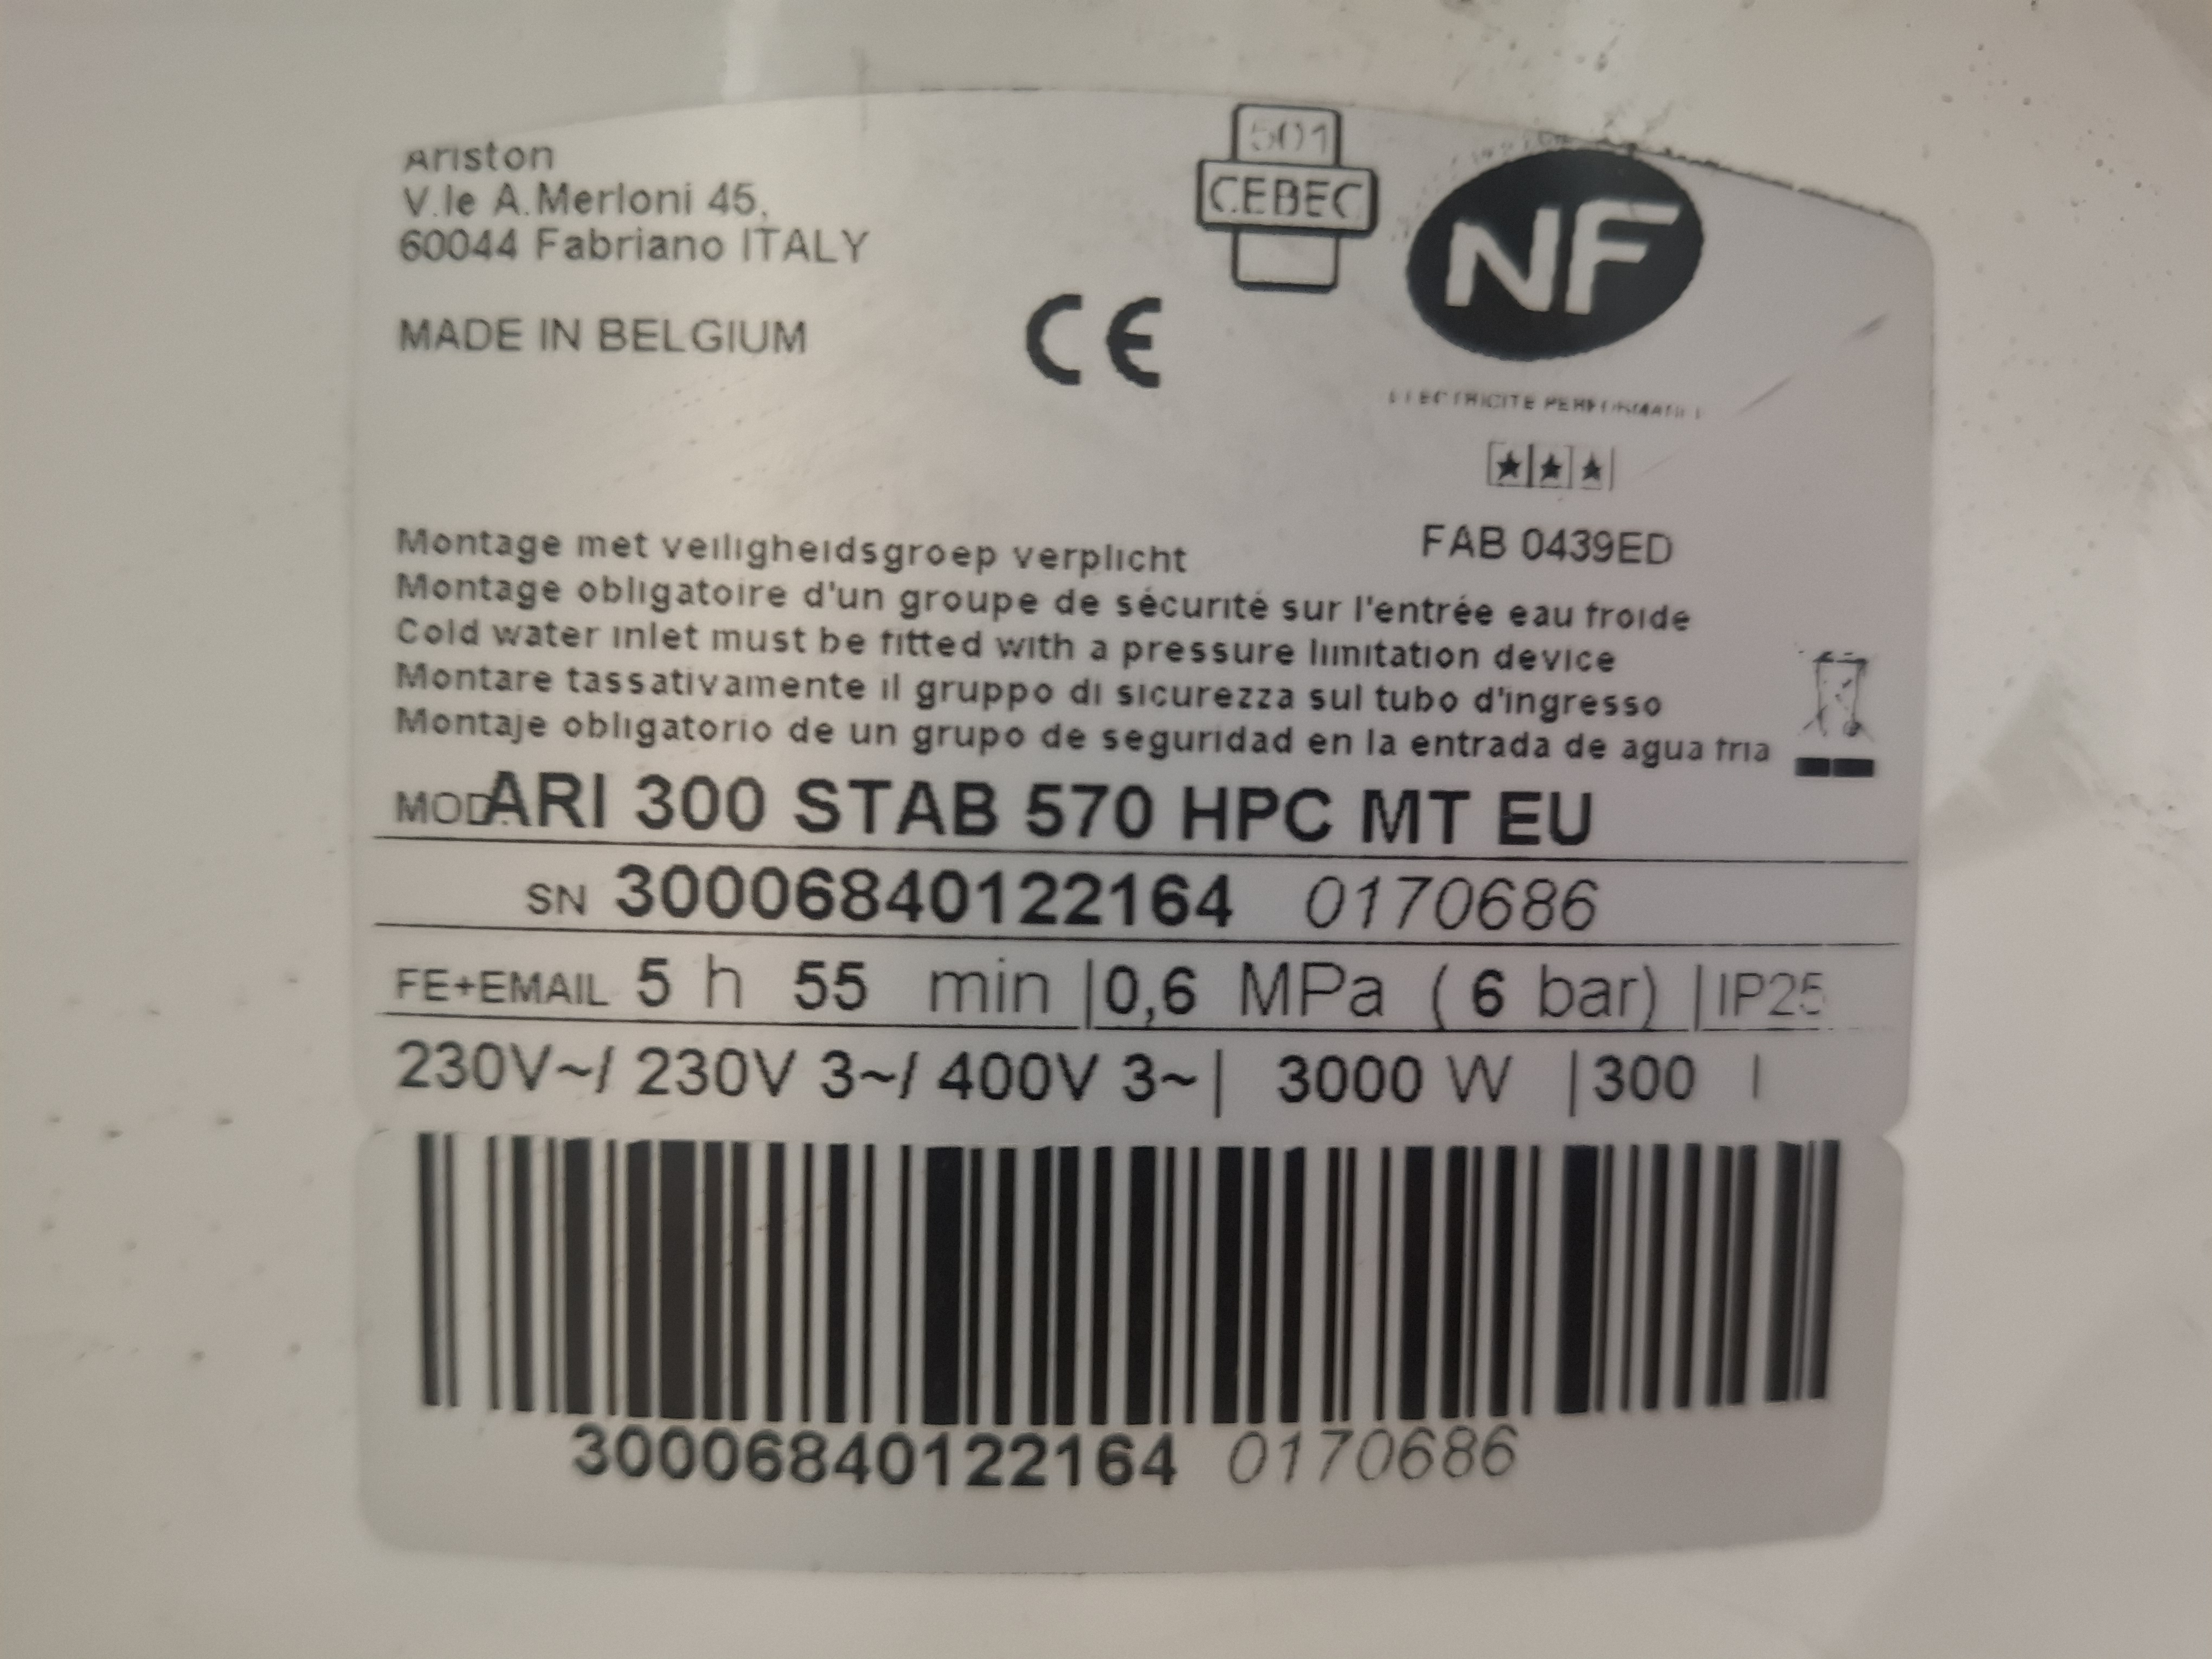 Ariston
V.le A.Merloni 45,
60044 Fabriano ITALY
MADE IN BELGIUM
CE
501
CEBEC
NF
ELECTRICITE PERFORMANCE
FAB 0439ED
Montage met veiligheidsgroep verplicht
Montage obligatoire d'un groupe de sécurité sur l'entrée eau froide
Cold water inlet must be fitted with a pressure limitation device
Montare tassativamente il gruppo di sicurezza sul tubo d'ingresso
Montaje obligatorio de un grupo de seguridad en la entrada de agua fria
MOD. ARI 300 STAB 570 HPC MT EU
SN 30006840122164 0170686
FE+EMAIL 5 h 55 min |0,6 MPa ( 6 bar) |IP25
230V~/ 230V 3~/ 400V 3~| 3000 W |300 l
30006840122164 0170686